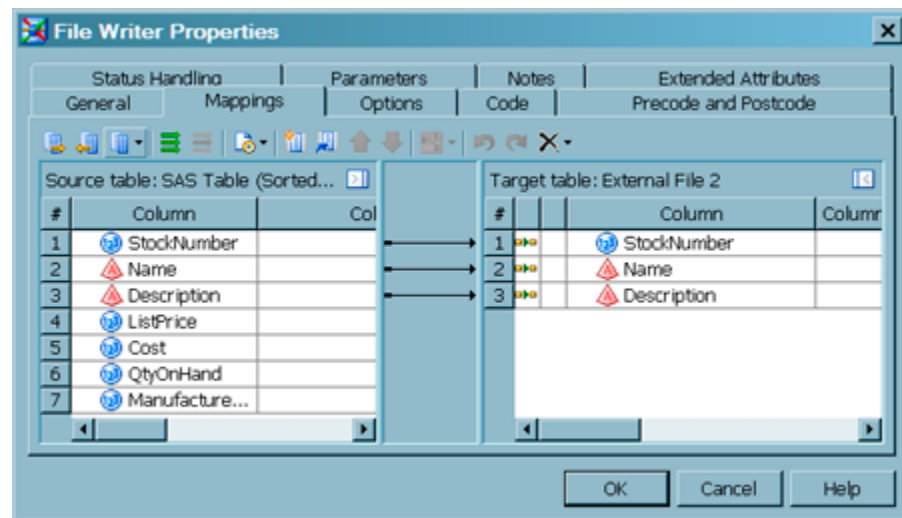 File Writer Properties
Status Handling Parameters Notes Extended Attributes
General Mappings Options Code Precode and Postcode
Source table: SAS Table (Sorted... Target table: External File 2
# Column Col # Column Column
1 StockNumber 1 StockNumber
2 Name 2 Name
3 Description 3 Description
4 ListPrice
5 Cost
6 QtyOnHand
7 Manufacture...
OK Cancel Help